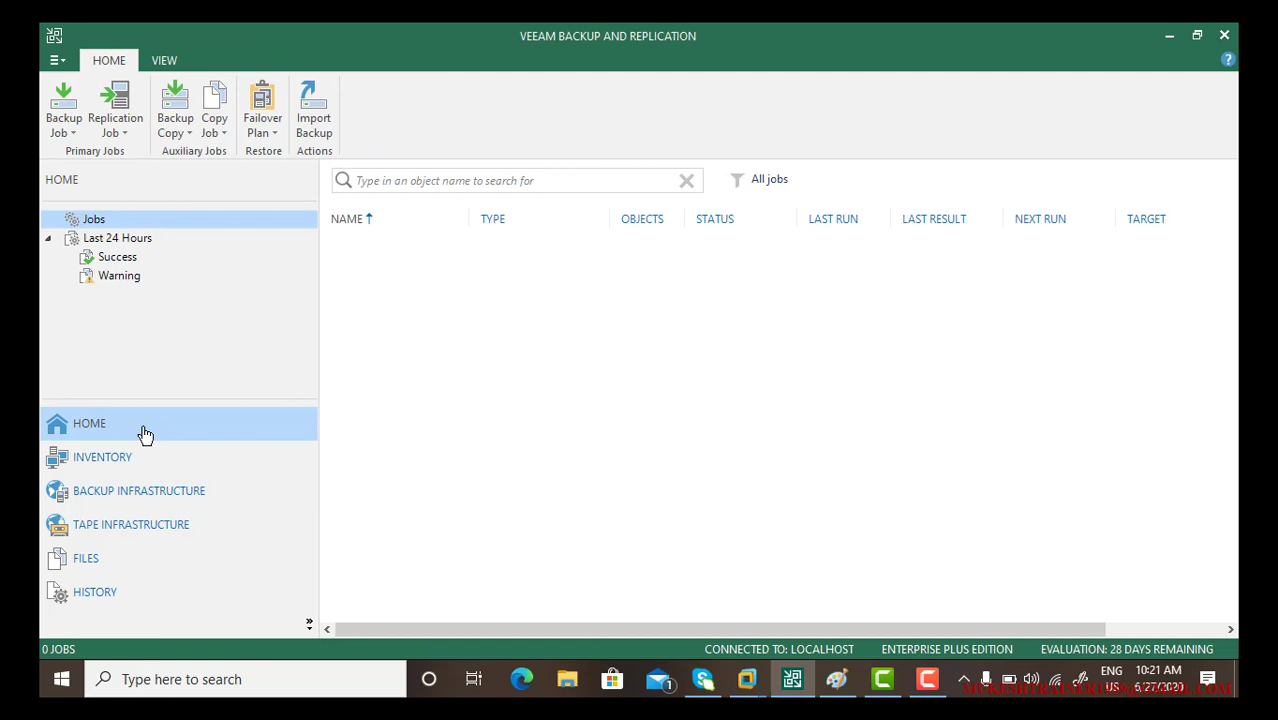 VEEAM BACKUP AND REPLICATION
HOME
VIEW
Backup Job
Replication Job
Backup Copy
Copy Job
Failover Plan
Import Backup
Primary Jobs
Auxiliary Jobs
Restore
Actions
HOME
Type in an object name to search for
All jobs
Jobs
Last 24 Hours
Success
Warning
NAME
TYPE
OBJECTS
STATUS
LAST RUN
LAST RESULT
NEXT RUN
TARGET
HOME
INVENTORY
BACKUP INFRASTRUCTURE
TAPE INFRASTRUCTURE
FILES
HISTORY
0 JOBS
CONNECTED TO: LOCALHOST
ENTERPRISE PLUS EDITION
EVALUATION: 28 DAYS REMAINING
Type here to search
1
ENG
US
10:21 AM
6/27/2020